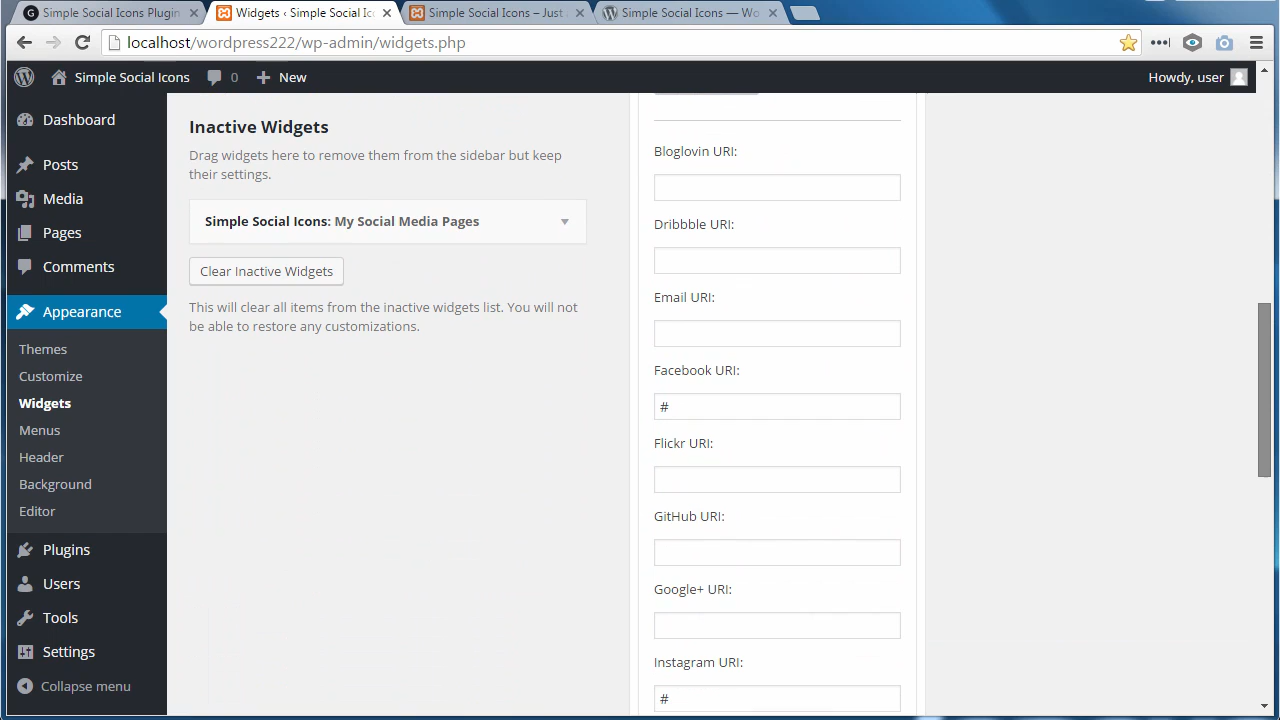 Simple Social Icons Plugin
Widgets ‹ Simple Social Ic
Simple Social Icons – Just
Simple Social Icons — Wo
localhost/wordpress222/wp-admin/widgets.php
Simple Social Icons
0
New
Howdy, user
Dashboard
Posts
Media
Pages
Comments
Appearance
Themes
Customize
Widgets
Menus
Header
Background
Editor
Plugins
Users
Tools
Settings
Collapse menu
Inactive Widgets
Drag widgets here to remove them from the sidebar but keep
their settings.
Simple Social Icons: My Social Media Pages
Clear Inactive Widgets
This will clear all items from the inactive widgets list. You will not
be able to restore any customizations.
Bloglovin URI:
Dribbble URI:
Email URI:
Facebook URI:
#
Flickr URI:
GitHub URI:
Google+ URI:
Instagram URI:
#